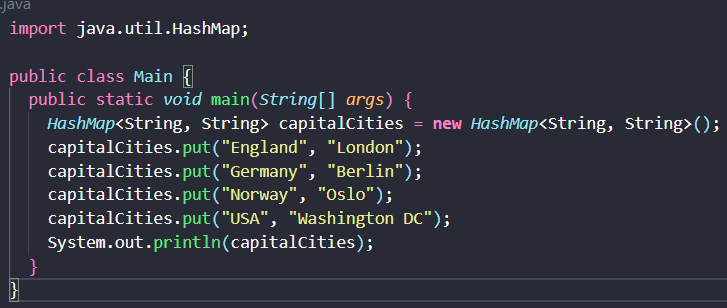 .java
import java.util.HashMap;
public class Main {
public static void main(String[] args) {
HashMap<String, String> capitalCities = new HashMap<String, String>();
capitalCities.put("England", "London");
capitalCities.put("Germany", "Berlin");
capitalCities.put("Norway", "Oslo");
capitalCities.put("USA", "Washington DC");
System.out.println(capitalCities);
}
}